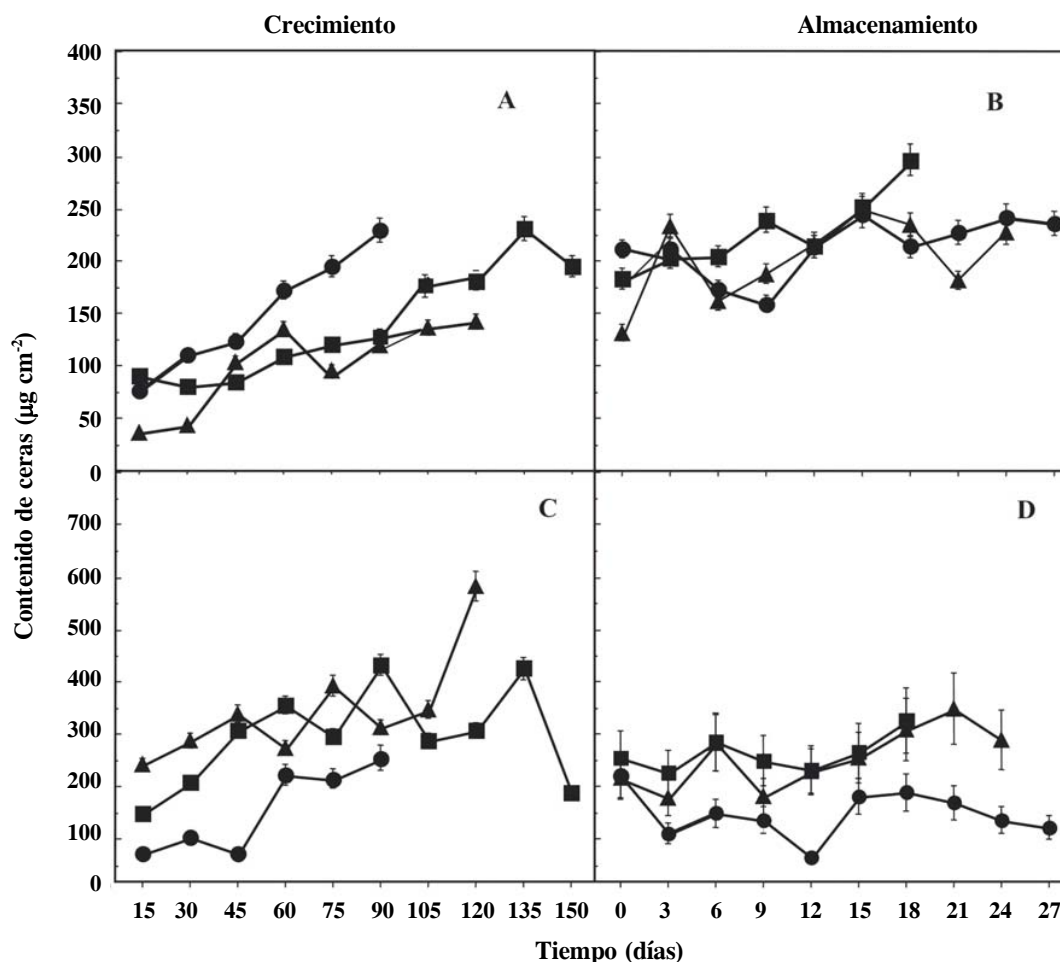 Crecimiento
Almacenamiento
400
350
300
250
200
150
100
50
0
A
B
700
600
500
400
300
200
100
0
C
D
Contenido de ceras (µg cm-2)
15 30 45 60 75 90 105 120 135 150
0 3 6 9 12 15 18 21 24 27
Tiempo (días)